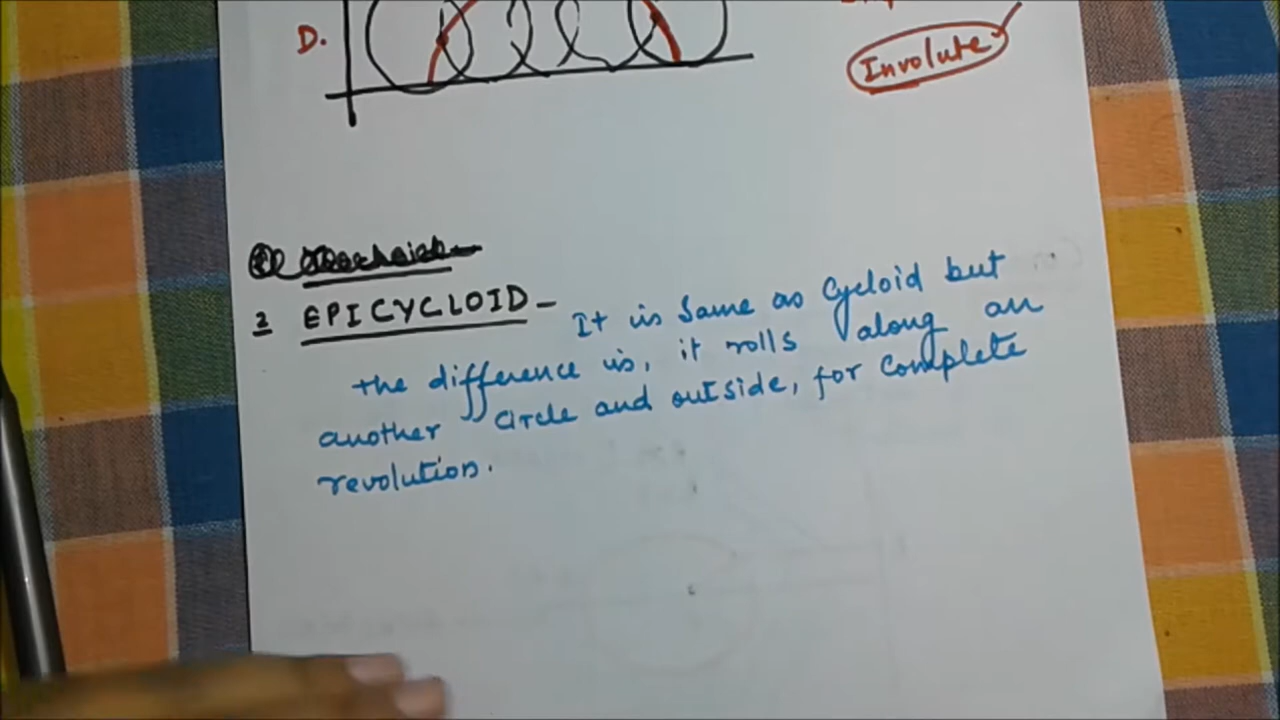 D.
Involute
2 EPICYCLOID - It is same as Cycloid but
the difference is, it rolls along an
another circle and outside, for complete
revolution.